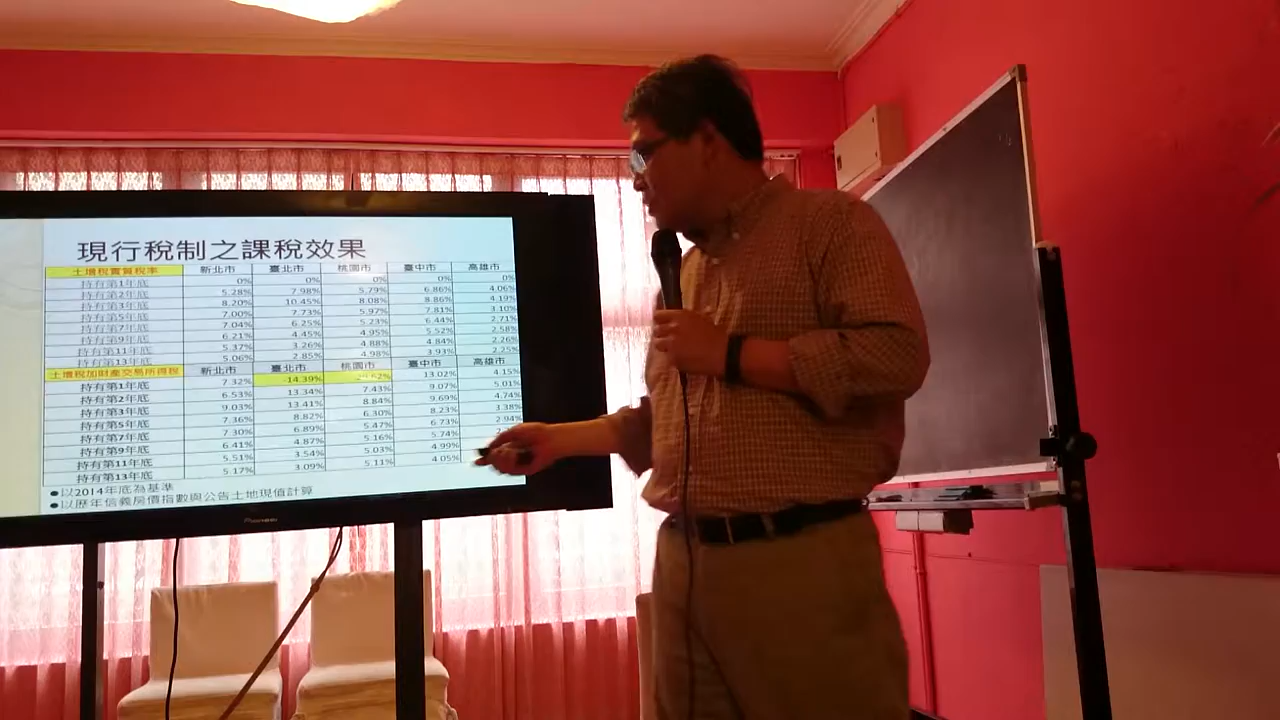 現行稅制之課稅效果
土增稅實質稅率 新北市 臺北市 桃園市 臺中市 高雄市
持有第1年底 0% 0% 0% 0% 0%
持有第2年底 5.28% 7.98% 5.79% 6.86% 4.06%
持有第3年底 8.20% 10.45% 8.08% 8.86% 4.19%
持有第5年底 7.00% 7.73% 5.97% 7.81% 3.10%
持有第7年底 7.04% 6.25% 5.23% 6.44% 2.71%
持有第9年底 6.21% 4.45% 4.95% 5.52% 2.58%
持有第11年底 5.37% 3.26% 4.88% 4.84% 2.26%
持有第13年底 5.06% 2.85% 4.98% 3.93% 2.25%
土增稅加財產交易所得稅 新北市 臺北市 桃園市 臺中市 高雄市
持有第1年底 7.32% -14.39% 13.02% 4.15%
持有第2年底 6.53% 13.34% 7.43% 9.07% 5.01%
持有第3年底 9.03% 13.41% 8.84% 9.69% 4.74%
持有第5年底 7.36% 8.82% 6.30% 8.23% 3.38%
持有第7年底 7.30% 6.89% 5.47% 6.73% 2.94%
持有第9年底 6.41% 4.87% 5.16% 5.74%
持有第11年底 5.51% 3.54% 5.03% 4.99%
持有第13年底 5.17% 3.09% 5.11% 4.05%
●以2014年底為基準
●以歷年信義房價指數與公告土地現值計算
Pioneer